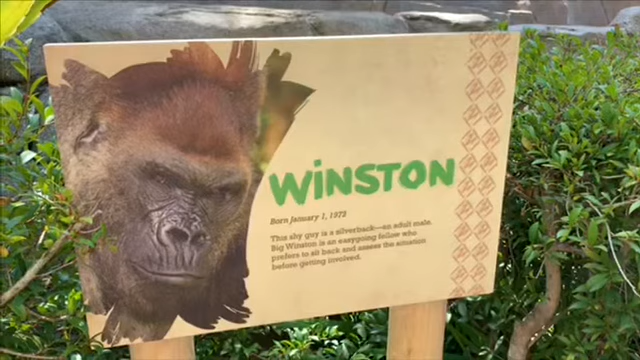 WINSTON
Born January 1, 1972
This shy guy is a silverback—an adult male.
Big Winston is an easygoing fellow who
prefers to sit back and assess the situation
before getting involved.